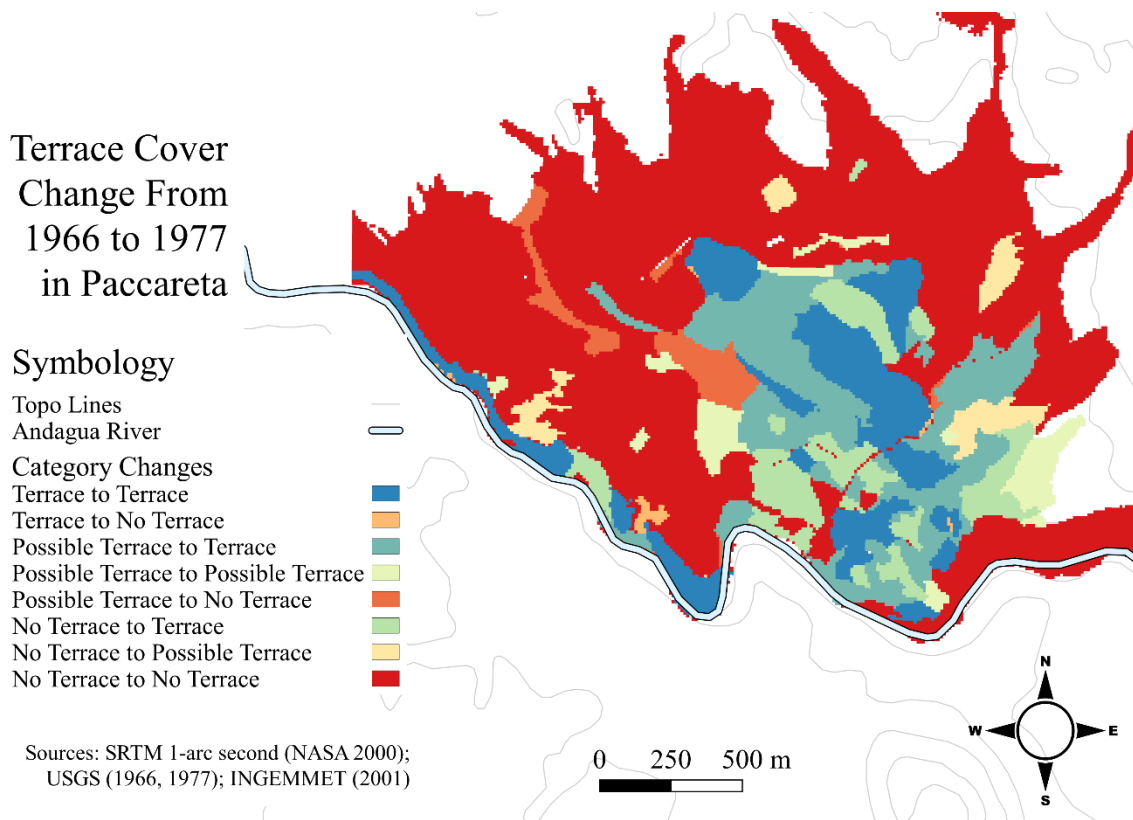 Terrace Cover
Change From
1966 to 1977
in Paccareta
Symbology
Topo Lines
Andagua River
Category Changes
Terrace to Terrace
Terrace to No Terrace
Possible Terrace to Terrace
Possible Terrace to Possible Terrace
Possible Terrace to No Terrace
No Terrace to Terrace
No Terrace to Possible Terrace
No Terrace to No Terrace
Sources: SRTM 1-arc second (NASA 2000);
USGS (1966, 1977); INGEMMET (2001)
0 250 500 m
N
W E
S